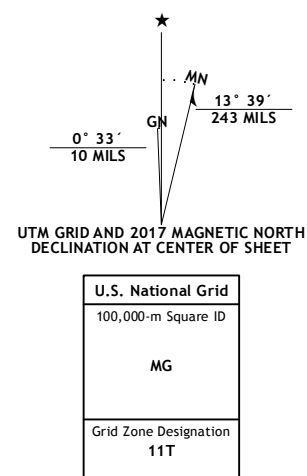 MN
13° 39´
243 MILS
GN
0° 33´
10 MILS
UTM GRID AND 2017 MAGNETIC NORTH
DECLINATION AT CENTER OF SHEET
U.S. National Grid
100,000-m Square ID
MG
Grid Zone Designation
11T